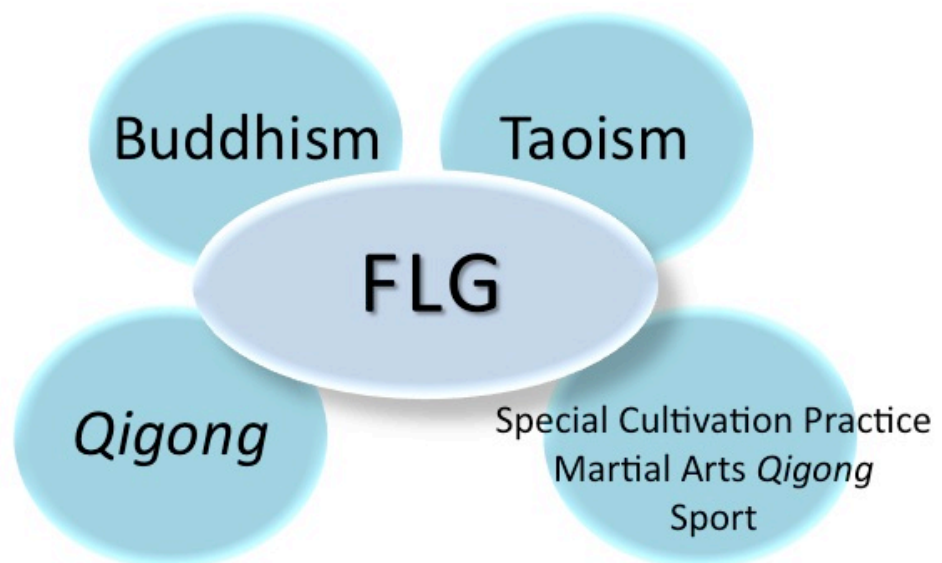 Buddhism
Taoism
FLG
Qigong
Special Cultivation Practice
Martial Arts Qigong
Sport